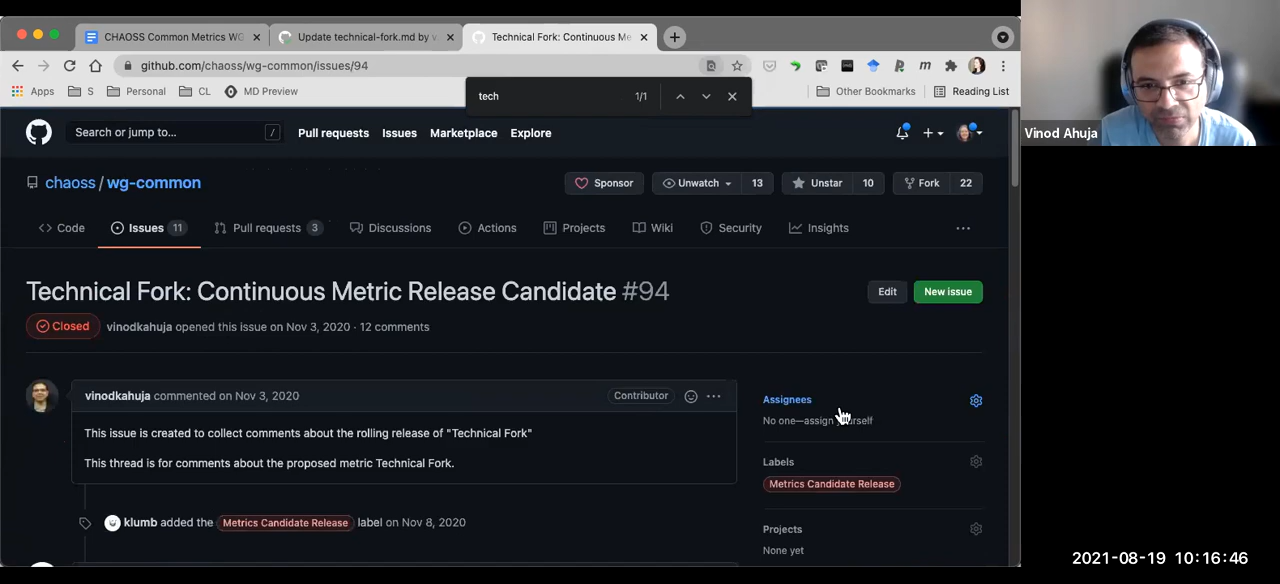 CHAOSS Common Metrics WG
Update technical-fork.md by v
Technical Fork: Continuous Me
github.com/chaoss/wg-common/issues/94
Apps
S
Personal
CL
MD Preview
Other Bookmarks
Reading List
tech
1/1
Vinod Ahuja
Search or jump to...
/
Pull requests
Issues
Marketplace
Explore
chaoss / wg-common
Sponsor
Unwatch
13
Unstar
10
Fork
22
Code
Issues 11
Pull requests 3
Discussions
Actions
Projects
Wiki
Security
Insights
Technical Fork: Continuous Metric Release Candidate #94
Edit
New issue
Closed
vinodkahuja opened this issue on Nov 3, 2020 · 12 comments
vinodkahuja commented on Nov 3, 2020
Contributor
This issue is created to collect comments about the rolling release of "Technical Fork"
This thread is for comments about the proposed metric Technical Fork.
klumb added the Metrics Candidate Release label on Nov 8, 2020
Assignees
No one—assign yourself
Labels
Metrics Candidate Release
Projects
None yet
2021-08-19 10:16:46